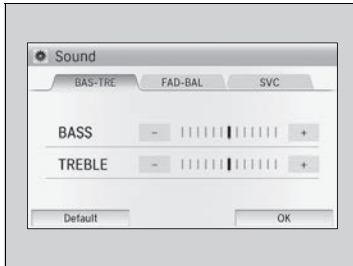 Sound
BAS-TRE FAD-BAL SVC
BASS - +
TREBLE - +
Default OK